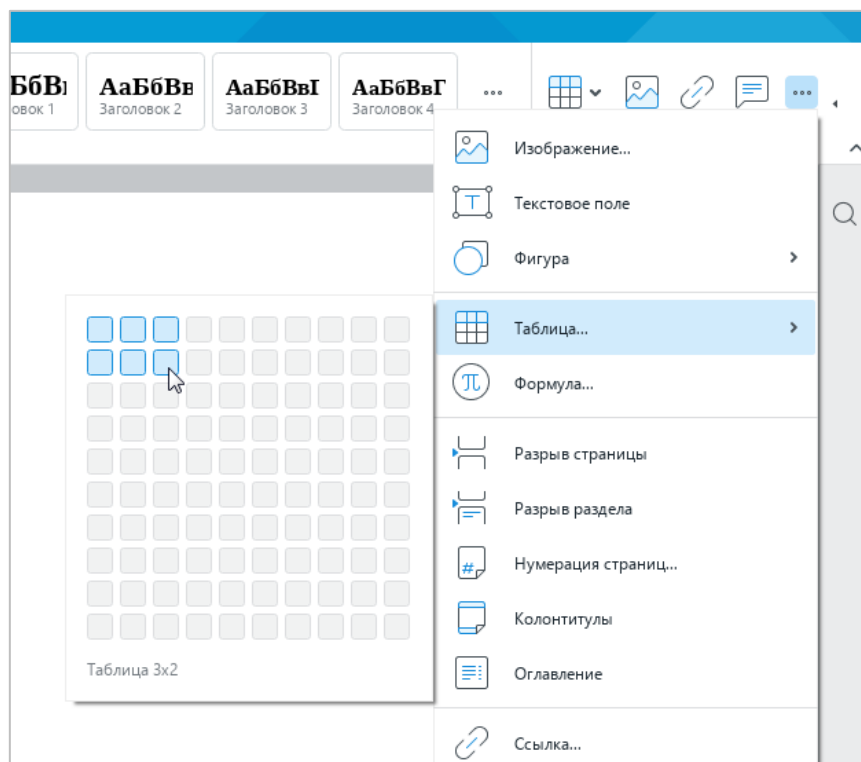 АаБбВв АаБбВвІ АаБбВвГ
Заголовок 2 Заголовок 3 Заголовок 4
Изображение...
Текстовое поле
Фигура
Таблица...
Формула...
Разрыв страницы
Разрыв раздела
Нумерация страниц...
Колонтитулы
Оглавление
Ссылка...
Таблица 3x2